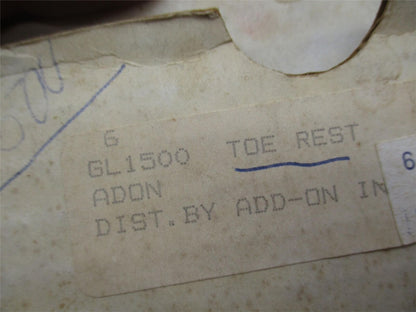 6
GL1500 TOE REST
ADON
DIST. BY ADD-ON IN
6